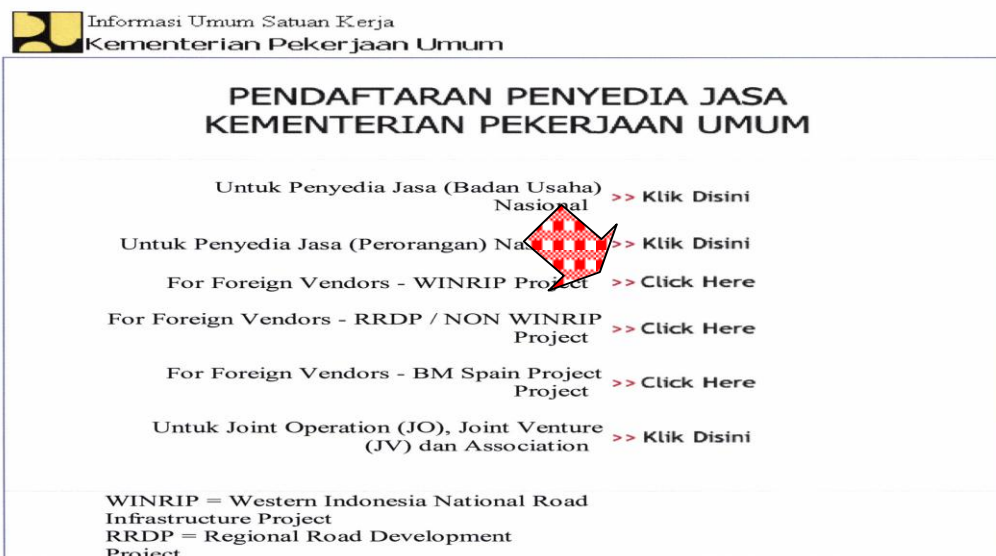 Informasi Umum Satuan Kerja
Kementerian Pekerjaan Umum
PENDAFTARAN PENYEDIA JASA
KEMENTERIAN PEKERJAAN UMUM
Untuk Penyedia Jasa (Badan Usaha)
Nasional >> Klik Disini
Untuk Penyedia Jasa (Perorangan) >> Klik Disini
For Foreign Vendors - WINRIP Project >> Click Here
For Foreign Vendors - RRDP / NON WINRIP
Project >> Click Here
For Foreign Vendors - BM Spain Project
Project >> Click Here
Untuk Joint Operation (JO), Joint Venture
(JV) dan Association >> Klik Disini
WINRIP = Western Indonesia National Road
Infrastructure Project
RRDP = Regional Road Development
Project